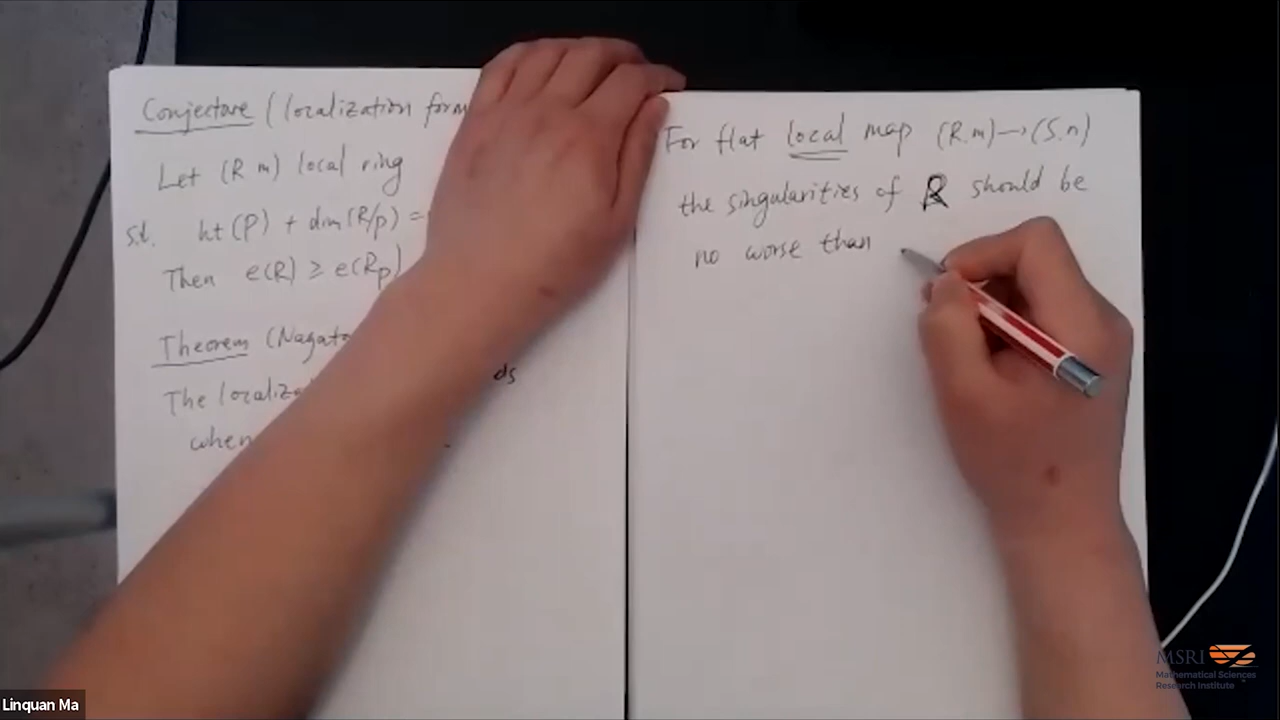 Conjecture (localization form
Let (R.m) local ring
s.t. ht(P) + dim(R/p) =
Then e(R) ≥ e(Rp)
Theorem (Nagata
The localiz
ds
when
For flat local map (R.m)→(S.n)
the singularities of R should be
no worse than
Linquan Ma
MSRI
Mathematical Sciences
Research Institute